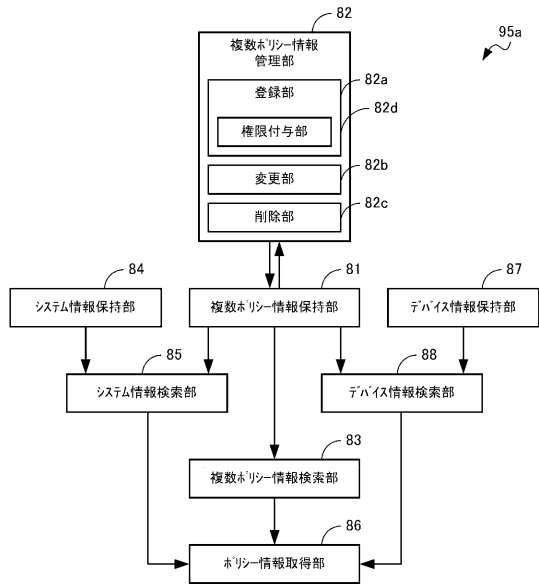 82
複数ポリシー情報
管理部
95a
82a
登録部
82d
権限付与部
82b
変更部
82c
削除部
84
81
87
システム情報保持部
複数ポリシー情報保持部
デバイス情報保持部
85
88
システム情報検索部
デバイス情報検索部
83
複数ポリシー情報検索部
86
ポリシー情報取得部